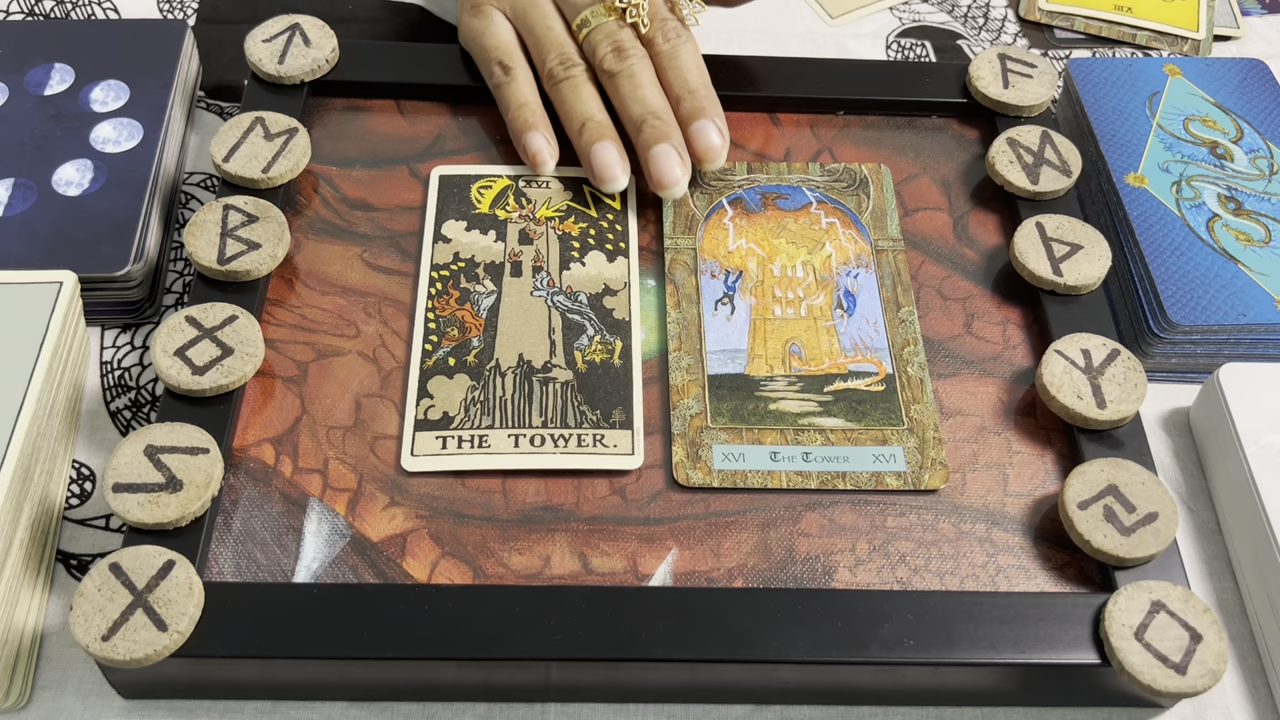 ᛏ
ᛖ
ᛒ
ᛟ
ᛊ
ᚷ
XVI
THE TOWER.
XVI THE TOWER XVI
ᚨ
ᛞ
ᚦ
ᛉ
ᛜ